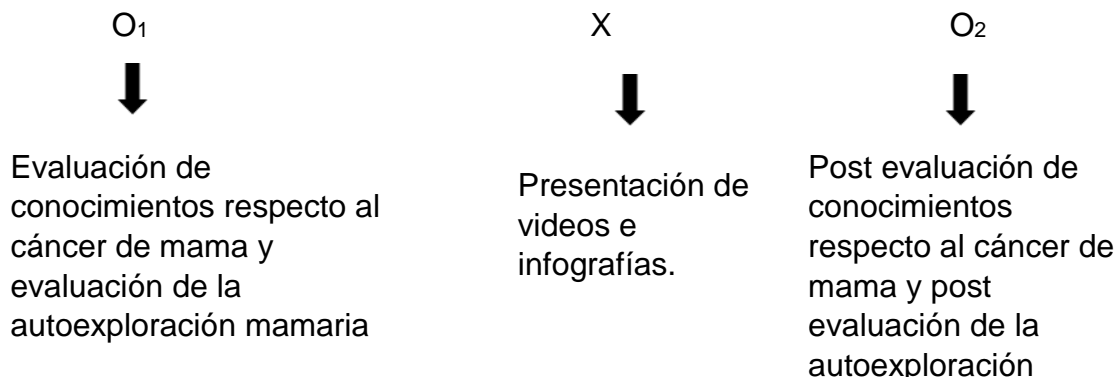 O1
X
O2
Evaluación de
conocimientos respecto al
cáncer de mama y
evaluación de la
autoexploración mamaria
Presentación de
videos e
infografías.
Post evaluación de
conocimientos
respecto al cáncer de
mama y post
evaluación de la
autoexploración